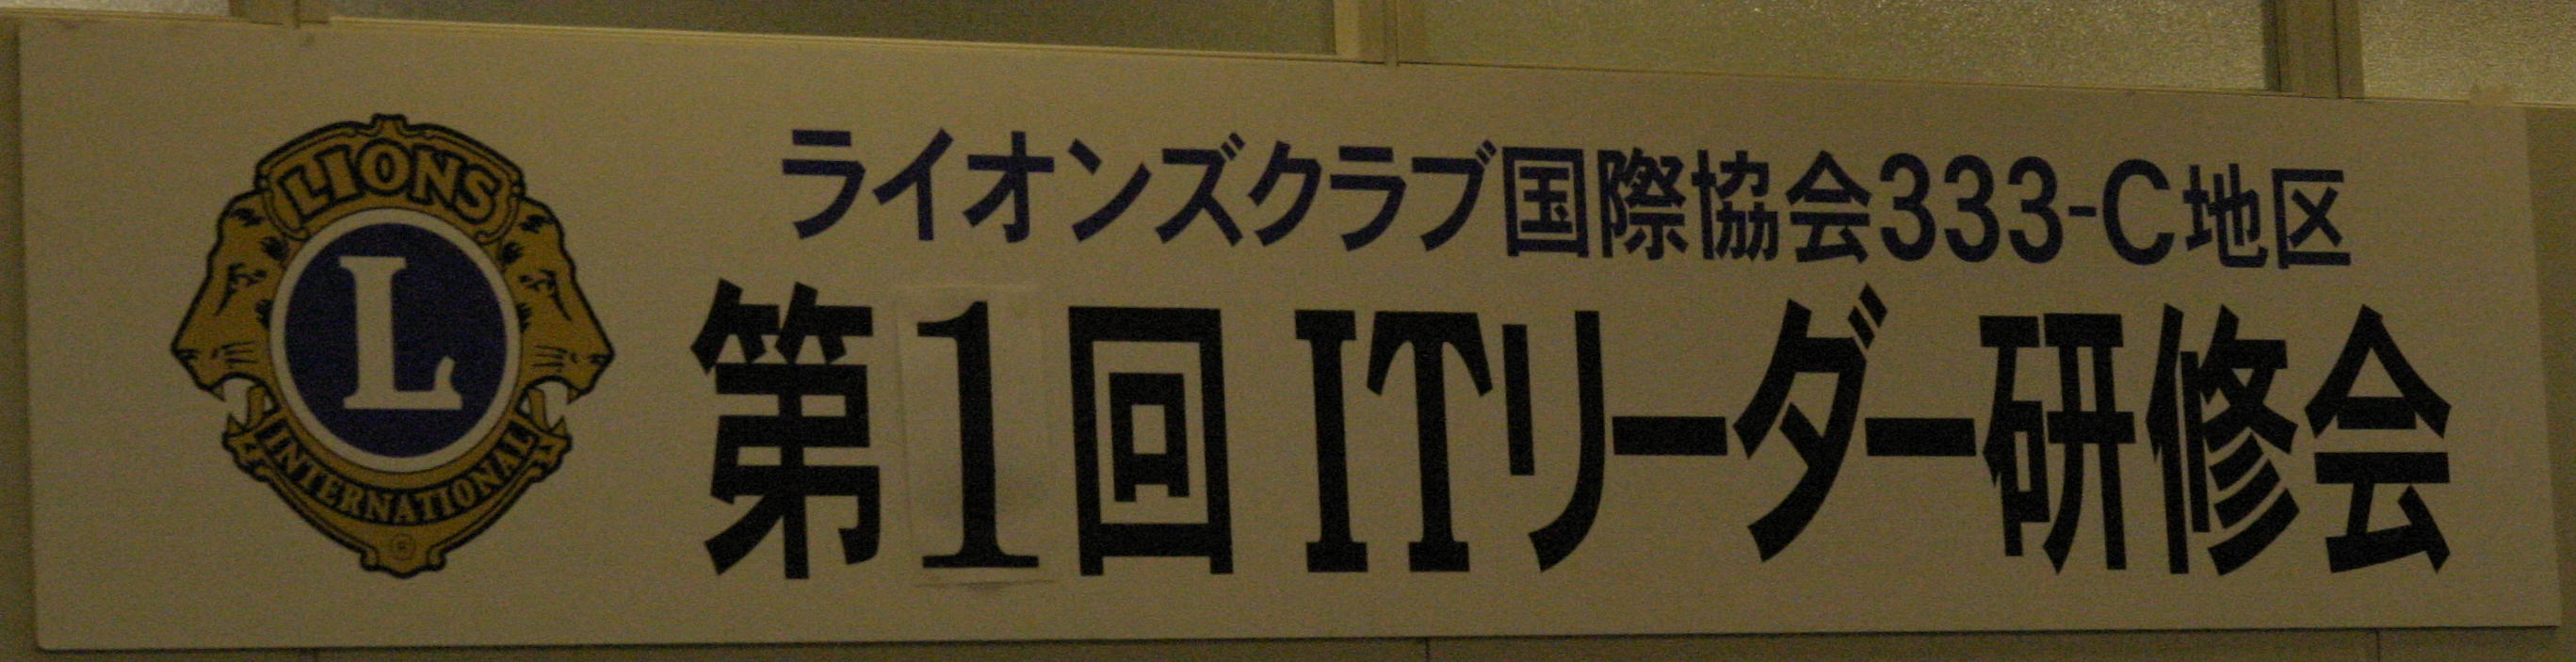 LIONS
L
INTERNATIONAL
®
ライオンズクラブ国際協会333-C地区
第1回 ITリーダー研修会